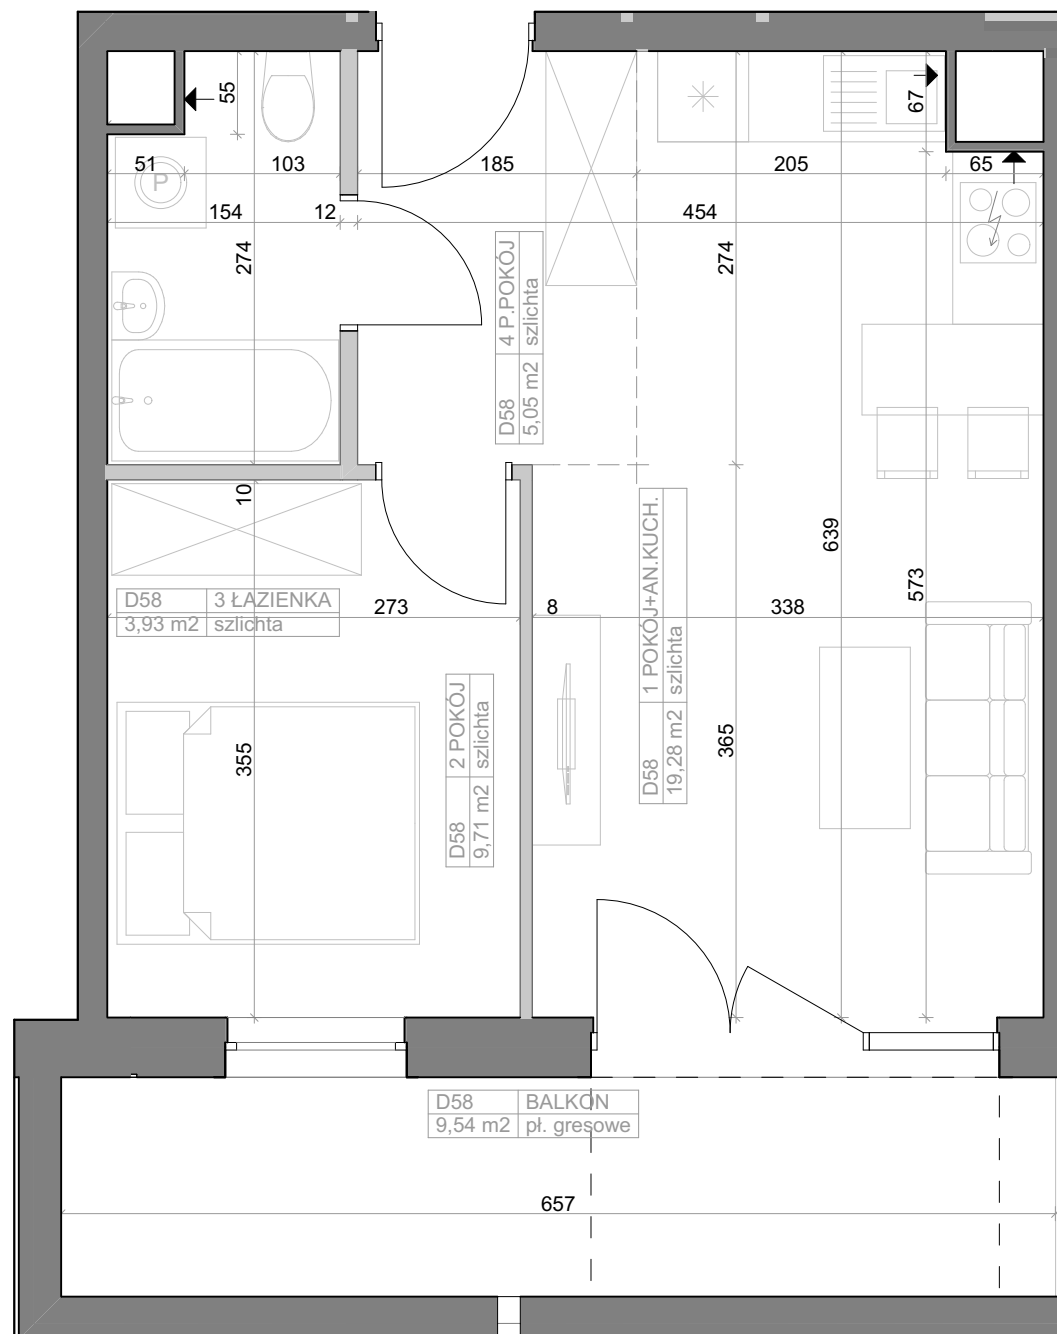 55
67
51
103
185
205
65
P
154
12
454
274
274
D58 4 P.POKÓJ
5,05 m2 szlichta
10
639
573
D58 1 POKÓJ+AN.KUCH.
19,28 m2 szlichta
D58 3 ŁAZIENKA
3,93 m2 szlichta
273
8
338
D58 2 POKÓJ
9,71 m2 szlichta
355
365
D58 BALKON
9,54 m2 pł. gresowe
657